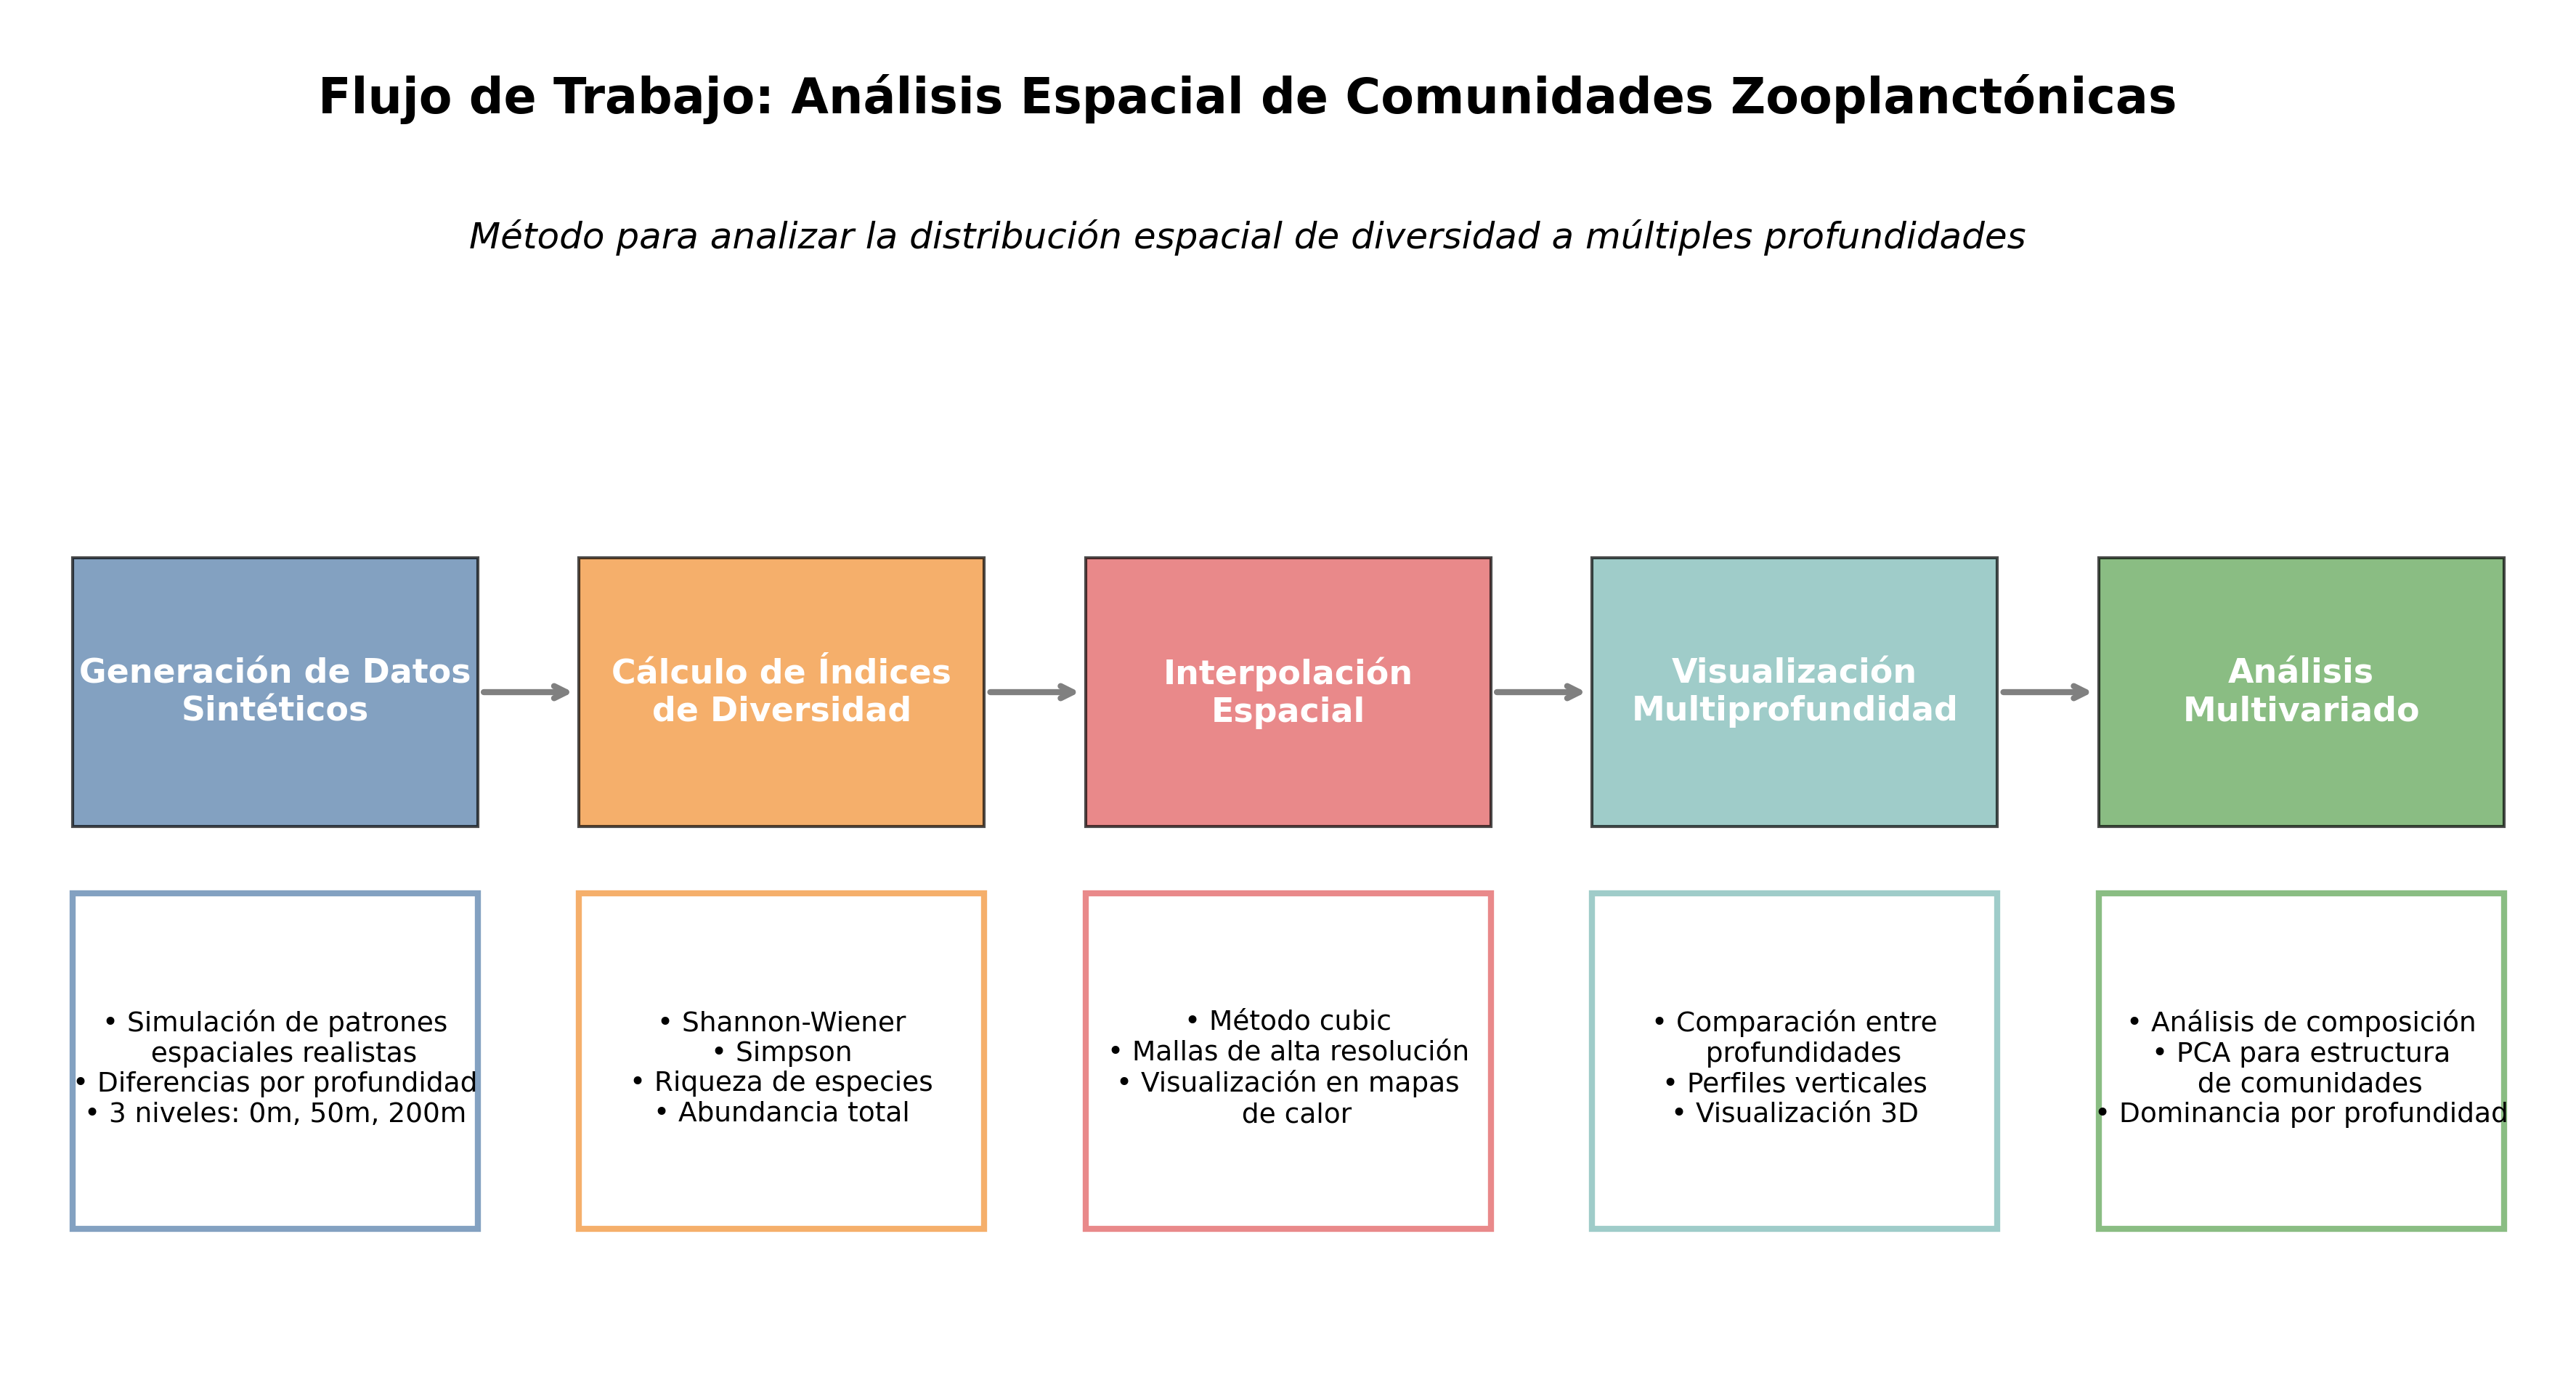 Flujo de Trabajo: Análisis Espacial de Comunidades Zooplanctónicas
Método para analizar la distribución espacial de diversidad a múltiples profundidades
Generación de Datos
Sintéticos
Cálculo de Índices
de Diversidad
Interpolación
Espacial
Visualización
Multiprofundidad
Análisis
Multivariado
• Simulación de patrones
espaciales realistas
• Diferencias por profundidad
• 3 niveles: 0m, 50m, 200m
• Shannon-Wiener
• Simpson
• Riqueza de especies
• Abundancia total
• Método cubic
• Mallas de alta resolución
• Visualización en mapas
de calor
• Comparación entre
profundidades
• Perfiles verticales
• Visualización 3D
• Análisis de composición
• PCA para estructura
de comunidades
• Dominancia por profundidad